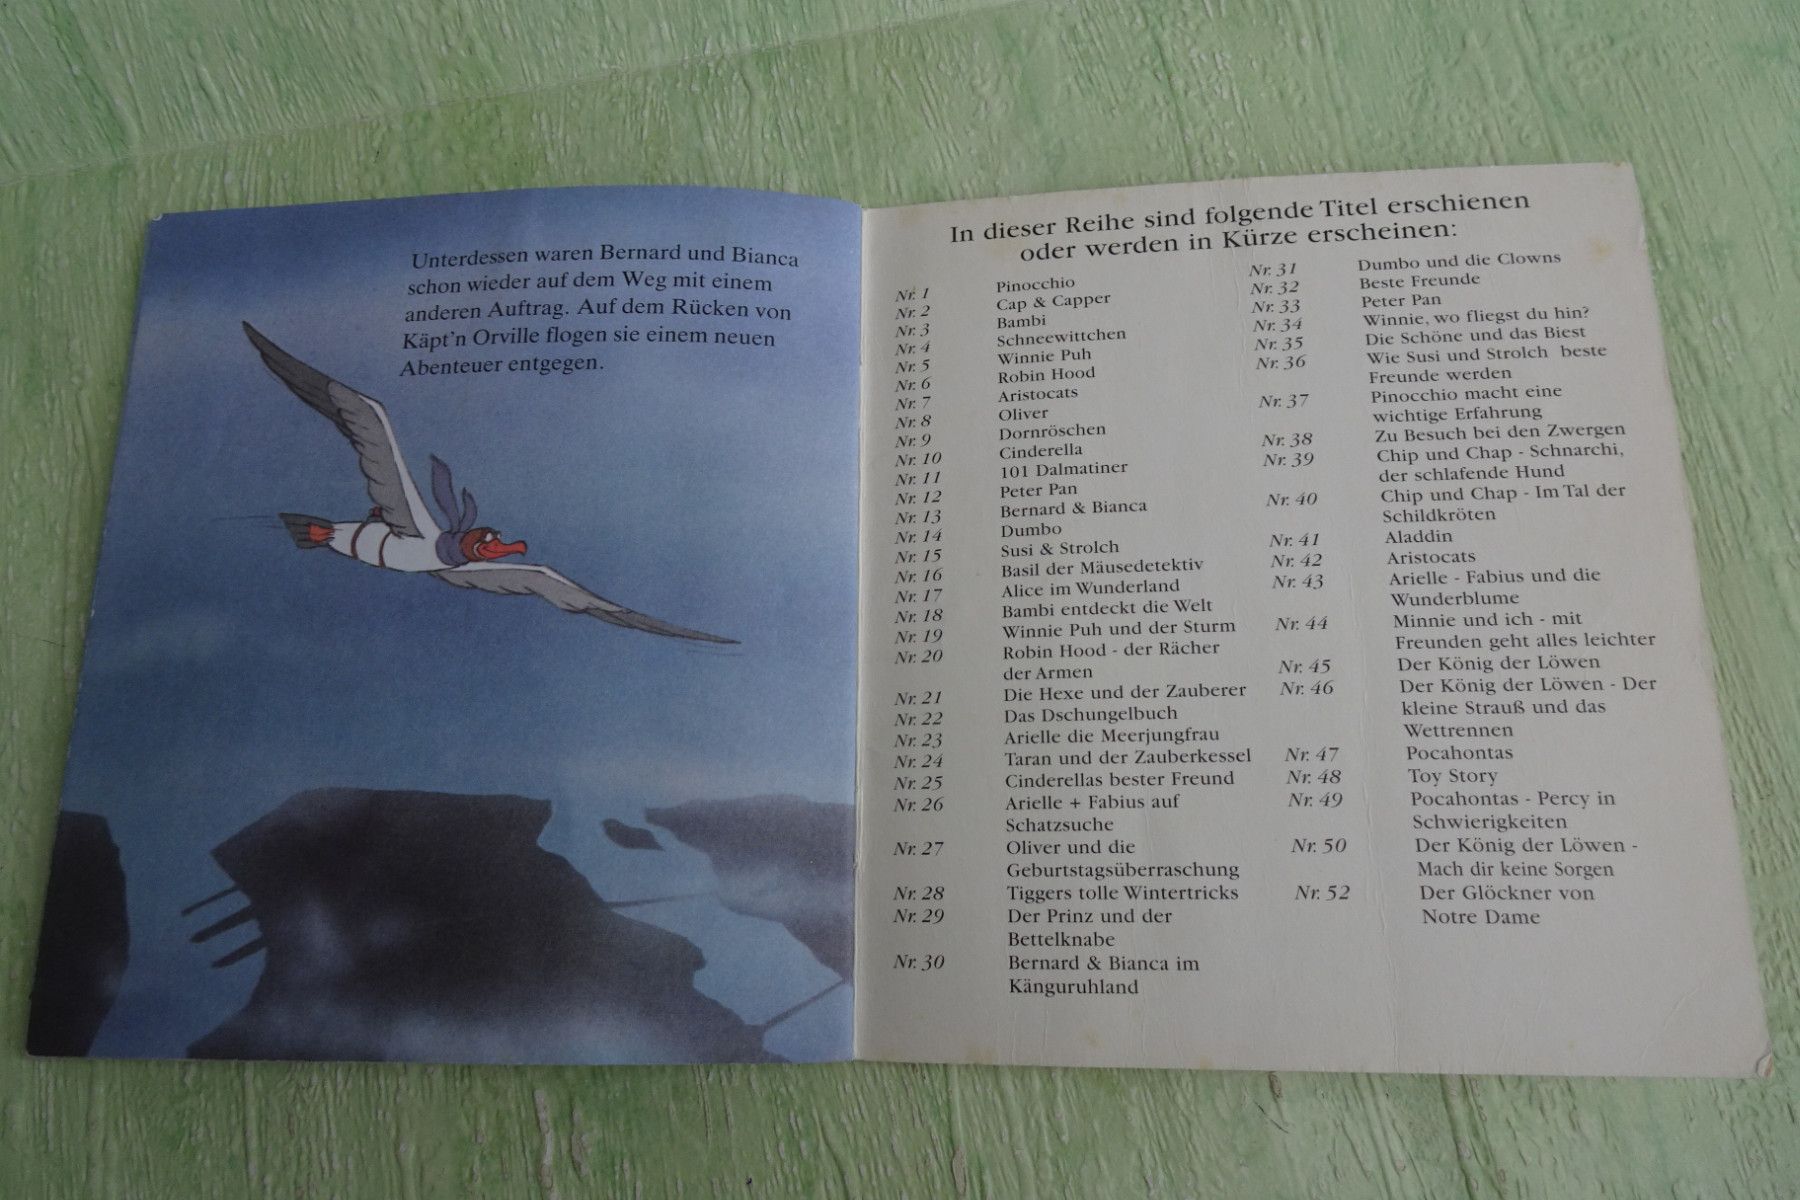 Unterdessen waren Bernard und Bianca
schon wieder auf dem Weg mit einem
anderen Auftrag. Auf dem Rücken von
Käpt'n Orville flogen sie einem neuen
Abenteuer entgegen.
In dieser Reihe sind folgende Titel erschienen
oder werden in Kürze erscheinen:
Nr. 1 Pinocchio
Nr. 2 Cap & Capper
Nr. 3 Bambi
Nr. 4 Schneewittchen
Nr. 5 Winnie Puh
Nr. 6 Robin Hood
Nr. 7 Aristocats
Nr. 8 Oliver
Nr. 9 Dornröschen
Nr. 10 Cinderella
Nr. 11 101 Dalmatiner
Nr. 12 Peter Pan
Nr. 13 Bernard & Bianca
Nr. 14 Dumbo
Nr. 15 Susi & Strolch
Nr. 16 Basil der Mäusedetektiv
Nr. 17 Alice im Wunderland
Nr. 18 Bambi entdeckt die Welt
Nr. 19 Winnie Puh und der Sturm
Nr. 20 Robin Hood - der Rächer
der Armen
Nr. 21 Die Hexe und der Zauberer
Nr. 22 Das Dschungelbuch
Nr. 23 Arielle die Meerjungfrau
Nr. 24 Taran und der Zauberkessel
Nr. 25 Cinderellas bester Freund
Nr. 26 Arielle + Fabius auf
Schatzsuche
Nr. 27 Oliver und die
Geburtstagsüberraschung
Nr. 28 Tiggers tolle Wintertricks
Nr. 29 Der Prinz und der
Bettelknabe
Nr. 30 Bernard & Bianca im
Känguruhland
Nr. 31 Dumbo und die Clowns
Nr. 32 Beste Freunde
Nr. 33 Peter Pan
Nr. 34 Winnie, wo fliegst du hin?
Nr. 35 Die Schöne und das Biest
Nr. 36 Wie Susi und Strolch beste
Freunde werden
Nr. 37 Pinocchio macht eine
wichtige Erfahrung
Nr. 38 Zu Besuch bei den Zwergen
Nr. 39 Chip und Chap - Schnarchi,
der schlafende Hund
Nr. 40 Chip und Chap - Im Tal der
Schildkröten
Nr. 41 Aladdin
Nr. 42 Aristocats
Nr. 43 Arielle - Fabius und die
Wunderblume
Nr. 44 Minnie und ich - mit
Freunden geht alles leichter
Nr. 45 Der König der Löwen
Nr. 46 Der König der Löwen - Der
kleine Strauß und das
Wettrennen
Nr. 47 Pocahontas
Nr. 48 Toy Story
Nr. 49 Pocahontas - Percy in
Schwierigkeiten
Nr. 50 Der König der Löwen -
Mach dir keine Sorgen
Nr. 52 Der Glöckner von
Notre Dame